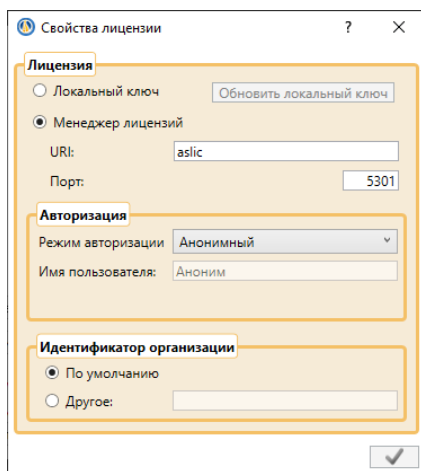 Свойства лицензии
Лицензия
Локальный ключ Обновить локальный ключ
Менеджер лицензий
URI: aslic
Порт: 5301
Авторизация
Режим авторизации Анонимный
Имя пользователя: Аноним
Идентификатор организации
По умолчанию
Другое: